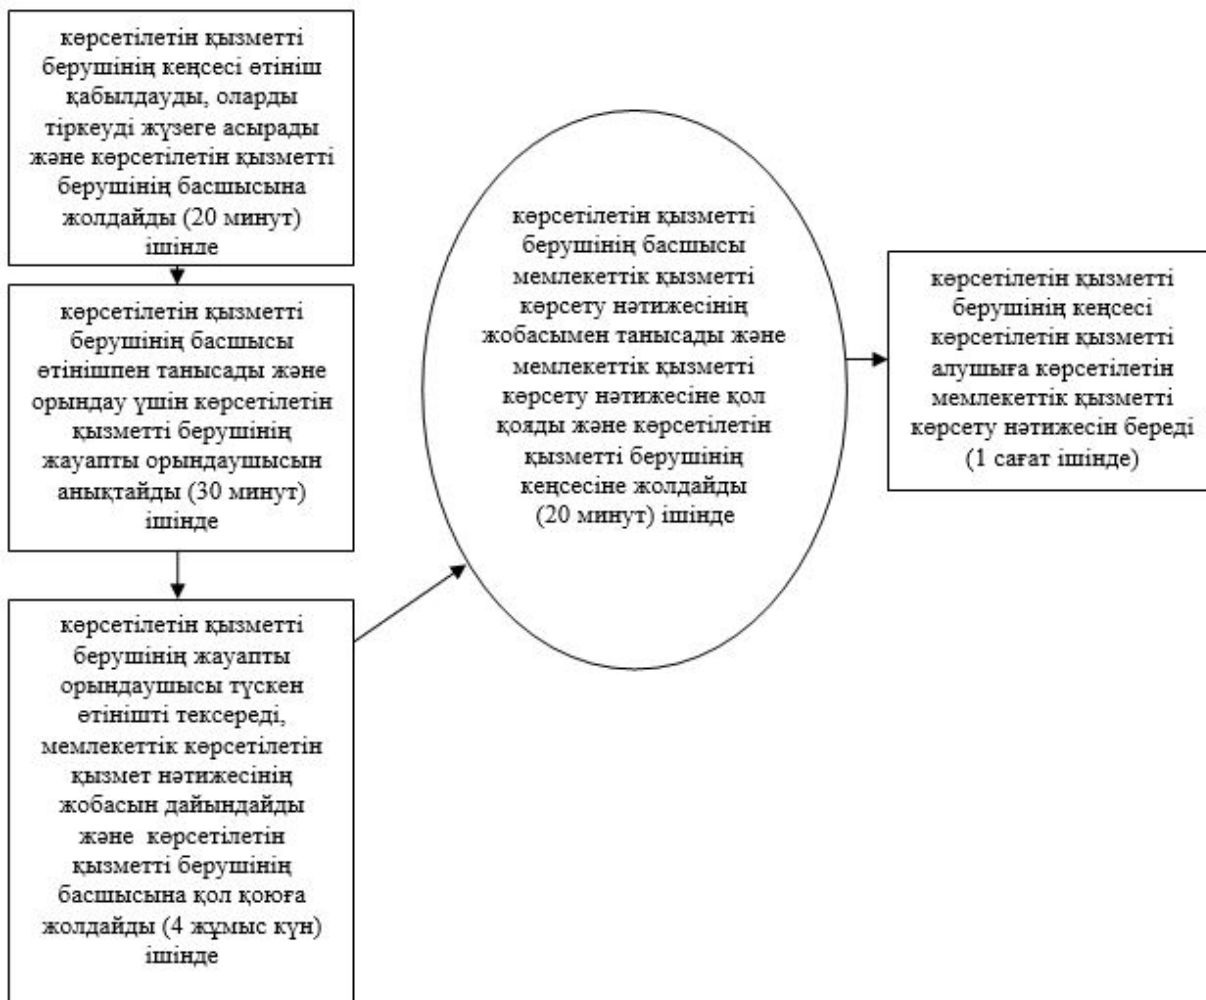 көрсетілетін қызметті
берушінің кеңсесі өтініш
қабылдауды, оларды
тіркеуді жүзеге асырады
және көрсетілетін қызметті
берушінің басшысына
жолдайды (20 минут)
ішінде
көрсетілетін қызметті
берушінің басшысы
өтінішпен танысады және
орындау үшін көрсетілетін
қызметті берушінің
жауапты орындаушысын
анықтайды (30 минут)
ішінде
көрсетілетін қызметті
берушінің жауапты
орындаушысы түскен
өтінішті тексереді,
мемлекеттік көрсетілетін
қызмет нәтижесінің
жобасын дайындайды
және көрсетілетін
қызметті берушінің
басшысына қол қоюға
жолдайды (4 жұмыс күн)
ішінде
көрсетілетін қызметті
берушінің басшысы
мемлекеттік қызметті
көрсету нәтижесінің
жобасымен танысады және
мемлекеттік қызметті
көрсету нәтижесіне қол
қояды және көрсетілетін
қызметті берушінің
кеңсесіне жолдайды
(20 минут) ішінде
көрсетілетін қызметті
берушінің кеңсесі
көрсетілетін қызметті
алушыға көрсетілетін
мемлекеттік қызметті
көрсету нәтижесін береді
(1 сағат ішінде)